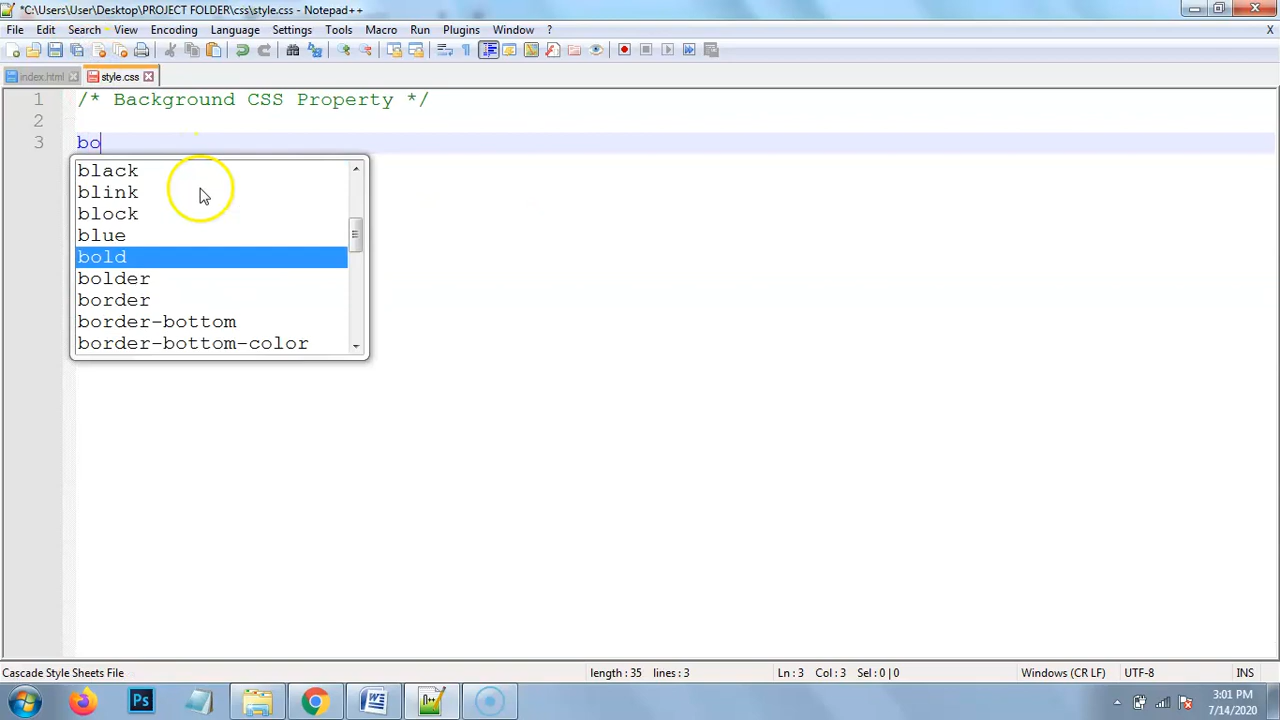 *C:\Users\User\Desktop\PROJECT FOLDER\css\style.css - Notepad++
File Edit Search View Encoding Language Settings Tools Macro Run Plugins Window ? X
index.html style.css
1 /* Background CSS Property */
2
3 bo
black
blink
block
blue
bold
bolder
border
border-bottom
border-bottom-color
Cascade Style Sheets File length : 35 lines : 3 Ln : 3 Col : 3 Sel : 0 | 0 Windows (CR LF) UTF-8 INS
Ps W n++ 3:01 PM
7/14/2020